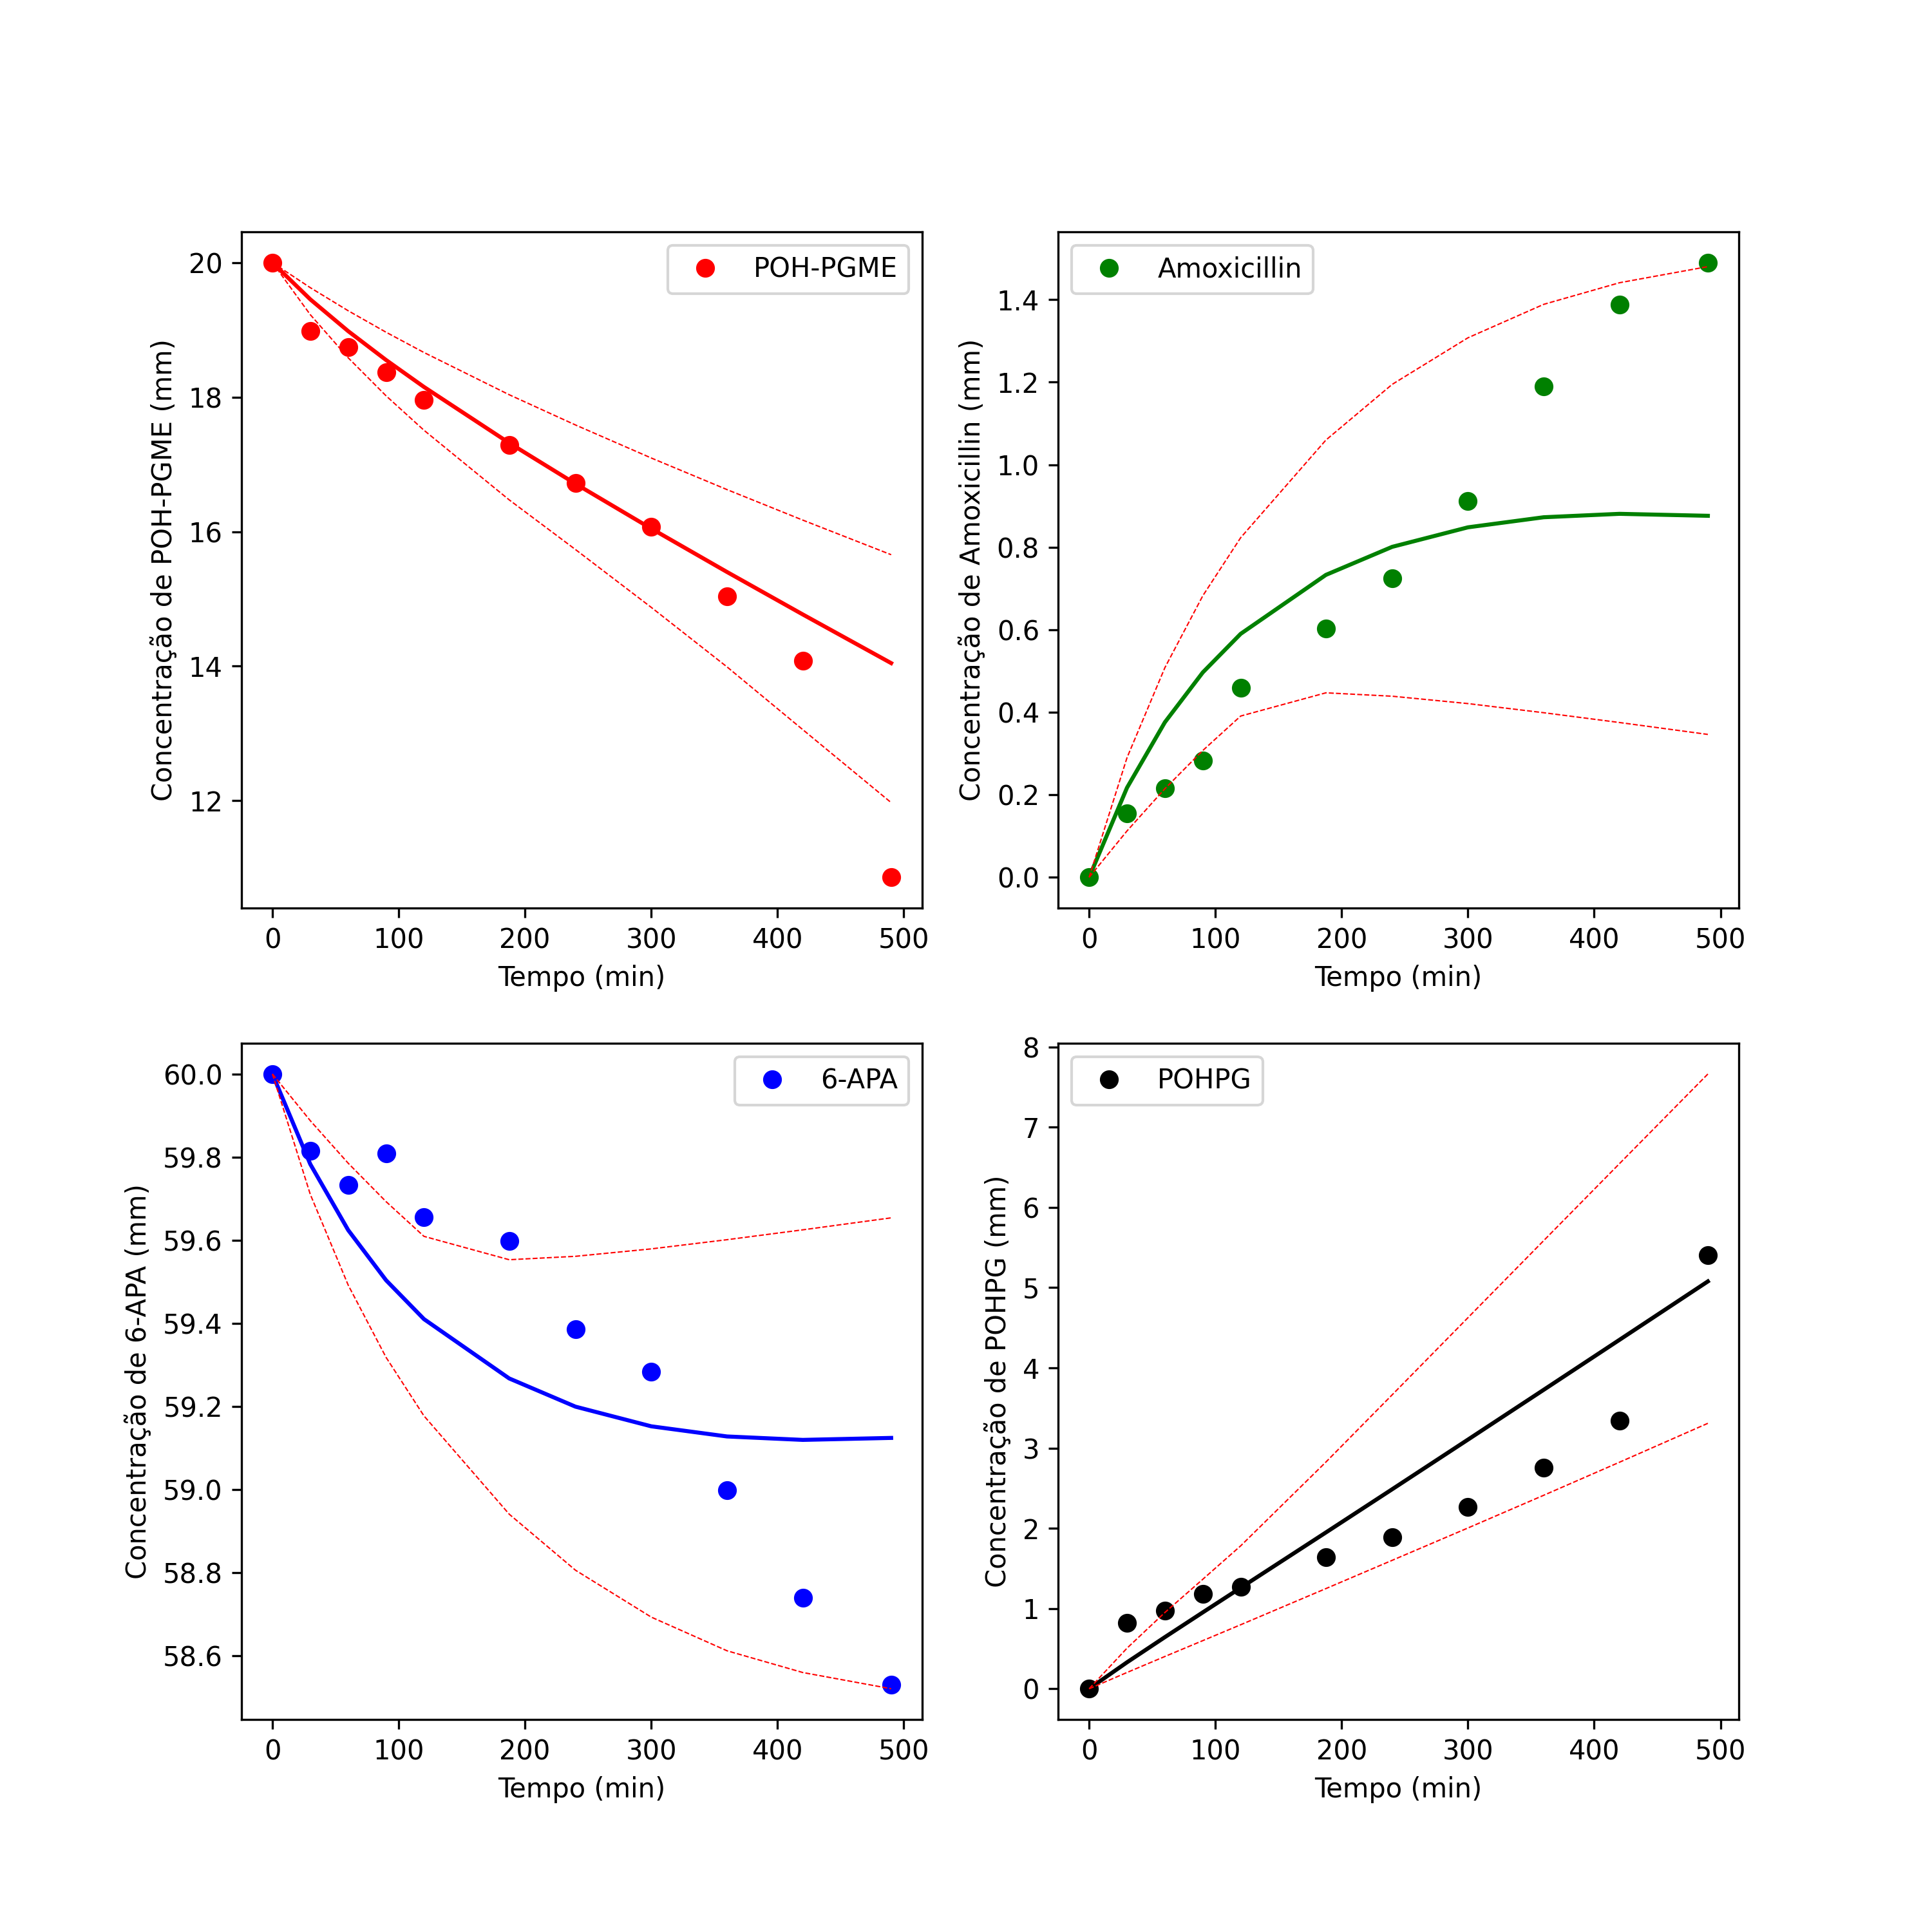 POH-PGME
20
18
16
14
12
Concentração de POH-PGME (mm)
0 100 200 300 400 500
Tempo (min)
Amoxicillin
1.4
1.2
1.0
0.8
0.6
0.4
0.2
0.0
Concentração de Amoxicillin (mm)
0 100 200 300 400 500
Tempo (min)
6-APA
60.0
59.8
59.6
59.4
59.2
59.0
58.8
58.6
Concentração de 6-APA (mm)
0 100 200 300 400 500
Tempo (min)
POHPG
8
7
6
5
4
3
2
1
0
Concentração de POHPG (mm)
0 100 200 300 400 500
Tempo (min)